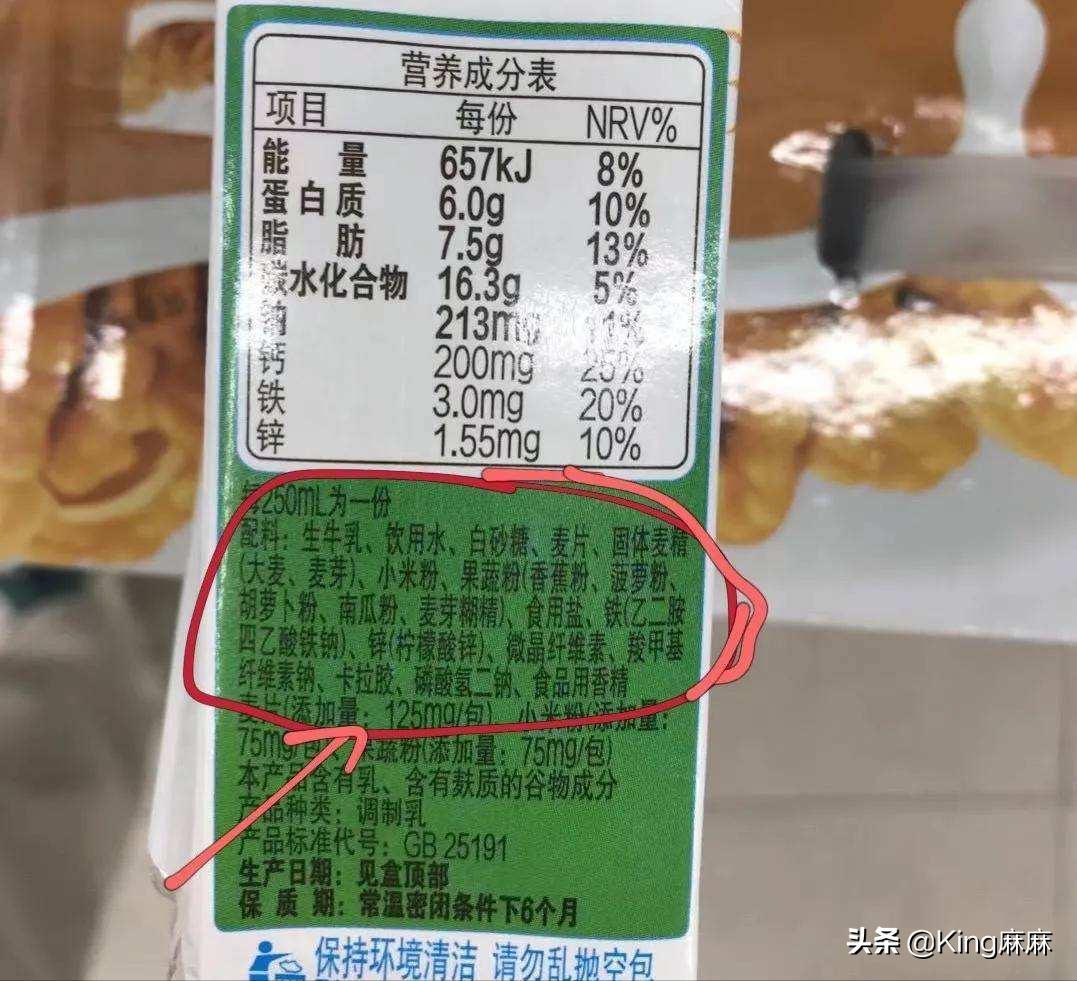 营养成分表
项目 每份 NRV%
能量 657kJ 8%
蛋白质 6.0g 10%
脂肪 7.5g 13%
碳水化合物 16.3g 5%
钠 213mg 11%
钙 200mg 25%
铁 3.0mg 20%
锌 1.55mg 10%
每250mL为一份
配料：生牛乳、饮用水、白砂糖、麦片、固体麦精
(大麦、麦芽)、小米粉、果蔬粉(香蕉粉、菠萝粉、
胡萝卜粉、南瓜粉、麦芽糊精)、食用盐、铁(乙二胺
四乙酸铁钠)、锌(柠檬酸锌)、微晶纤维素、羧甲基
纤维素钠、卡拉胶、磷酸氢二钠、食品用香精
麦片(添加量：125mg/包)、小米粉(添加量：
75mg/包)、果蔬粉(添加量：75mg/包)
本产品含有乳、含有麸质的谷物成分
产品种类：调制乳
产品标准代号：GB 25191
生产日期：见盒顶部
保质期：常温密闭条件下6个月
保持环境清洁 请勿乱抛空包
头条 @King麻麻